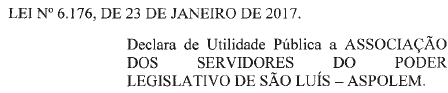 LEI Nº 6.176, DE 23 DE JANEIRO DE 2017.
Declara de Utilidade Pública a ASSOCIAÇÃO
DOS SERVIDORES DO PODER
LEGISLATIVO DE SÃO LUÍS – ASPOLEM.